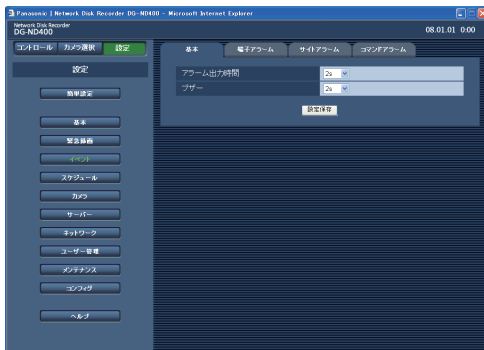 Panasonic | Network Disk Recorder DG-ND400 - Microsoft Internet Explorer
Network Disk Recorder
DG-ND400
08.01.01 0:00
コントロール カメラ選択 設定
基本 端子アラーム サイトアラーム コマンドアラーム
設定
アラーム出力時間 2s
ブザー 2s
簡単設定
設定保存
基本
緊急録画
イベント
スケジュール
カメラ
サーバー
ネットワーク
ユーザー管理
メンテナンス
コンフィグ
ヘルプ